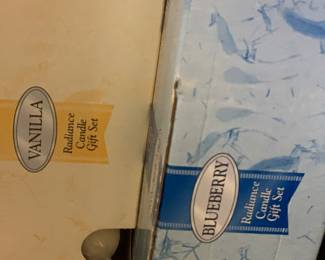 VANILLA
Radiance
Candle
Gift Set
BLUEBERRY
Radiance
Candle
Gift Set